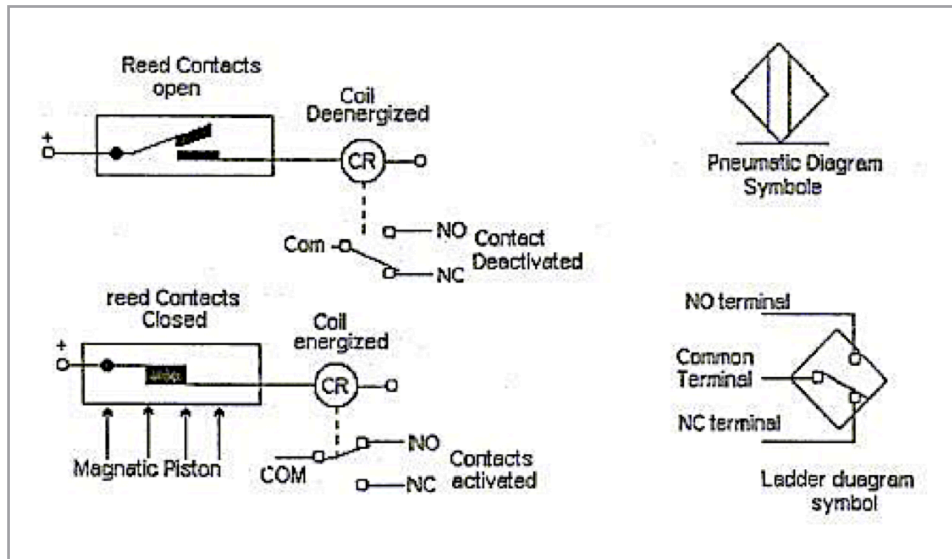 Reed Contacts
open
Coil
Deenergized
+
CR
NO
Com
Contact
Deactivated
NC
reed Contacts
Closed
Coil
energized
+
CR
Magnetic Piston
NO
COM
Contacts
activated
NC
Pneumatic Diagram
Symbole
NO terminal
Common
Terminal
NC terminal
Ladder duagram
symbol